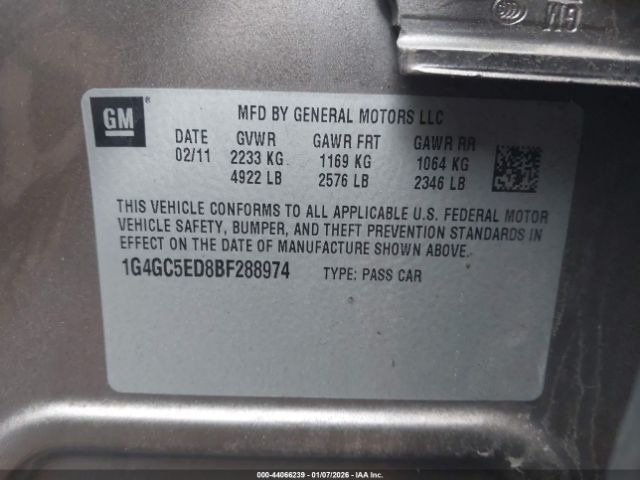 GM
GM ®
MFD BY GENERAL MOTORS LLC
DATE GVWR GAWR FRT GAWR RR
02/11 2233 KG 1169 KG 1064 KG
4922 LB 2576 LB 2346 LB
THIS VEHICLE CONFORMS TO ALL APPLICABLE U.S. FEDERAL MOTOR
VEHICLE SAFETY, BUMPER, AND THEFT PREVENTION STANDARDS IN
EFFECT ON THE DATE OF MANUFACTURE SHOWN ABOVE.
1G4GC5ED8BF288974 TYPE: PASS CAR
000-44066239 - 01/07/2026 - IAA Inc.